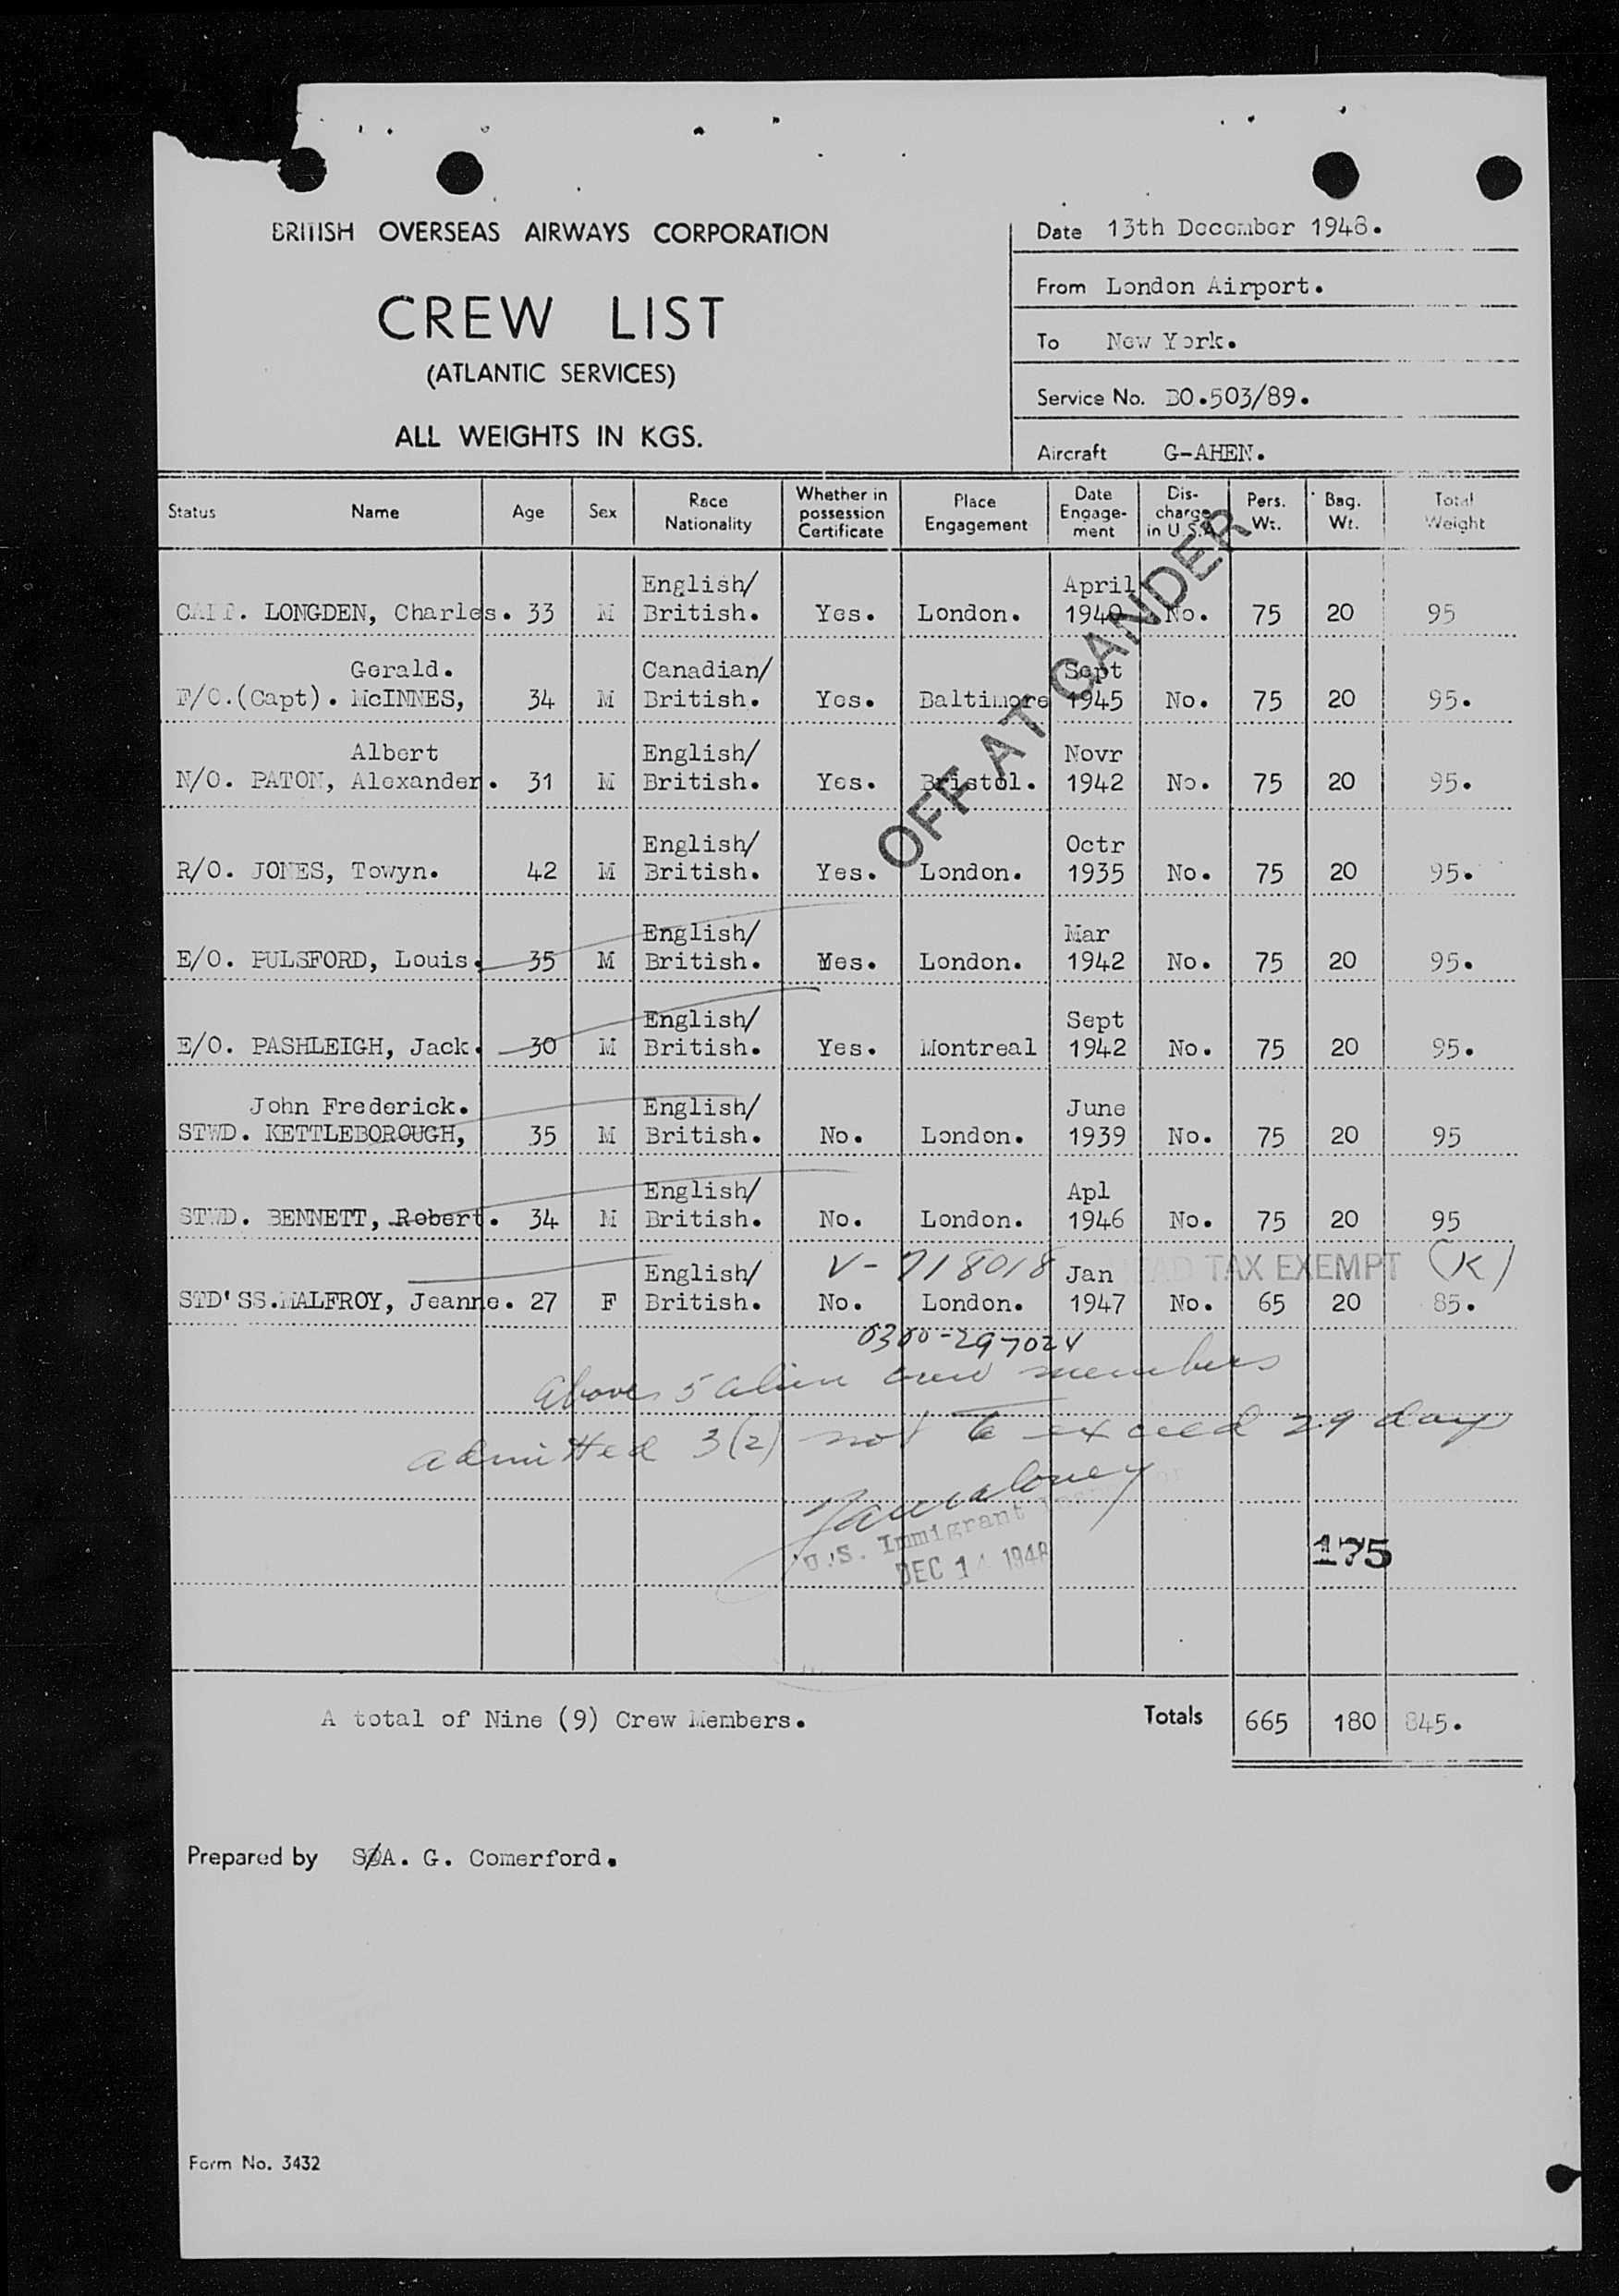 BRITISH OVERSEAS AIRWAYS CORPORATION
CREW LIST
(ATLANTIC SERVICES)
ALL WEIGHTS IN KGS.
Date 13th December 1948.
From London Airport.
To New York.
Service No. BO.503/89.
Aircraft G-AHEN.
Status Name Age Sex Race Nationality Whether in possession Certificate Place Engagement Date Engage-ment Dis-charge in U.S.A. Pers. Wt. Bag. Wt. Total Weight
English/ April
CAPT. LONGDEN, Charles. 33 M British. Yes. London. 1940 No. 75 20 95
Gerald. Canadian/ Sept
F/O.(Capt). McINNES, 34 M British. Yes. Baltimore 1945 No. 75 20 95.
Albert English/ Novr
N/O. PATON, Alexander. 31 M British. Yes. Bristol. 1942 No. 75 20 95.
English/ Octr
R/O. JONES, Towyn. 42 M British. Yes. London. 1935 No. 75 20 95.
OFF AT GANDER
English/ Mar
E/O. PULSFORD, Louis. 35 M British. Yes. London. 1942 No. 75 20 95.
English/ Sept
E/O. PASHLEIGH, Jack. 30 M British. Yes. Montreal 1942 No. 75 20 95.
John Frederick. English/ June
STWD. KETTLEBOROUGH, 35 M British. No. London. 1939 No. 75 20 95
English/ Apl
STWD. BENNETT, Robert. 34 M British. No. London. 1946 No. 75 20 95
V-718018 HEAD TAX EXEMPT (K)
English/ Jan
STD'SS.MALFROY, Jeanne. 27 F British. No. London. 1947 No. 65 20 85.
0300-297024
Above 5 alien crew members
admitted 3(2) not to exceed 29 days
U.S. Immigrant Inspector
DEC 14 1948
175
A total of Nine (9) Crew Members. Totals 665 180 845.
Prepared by S/A. G. Comerford.
Form No. 3432